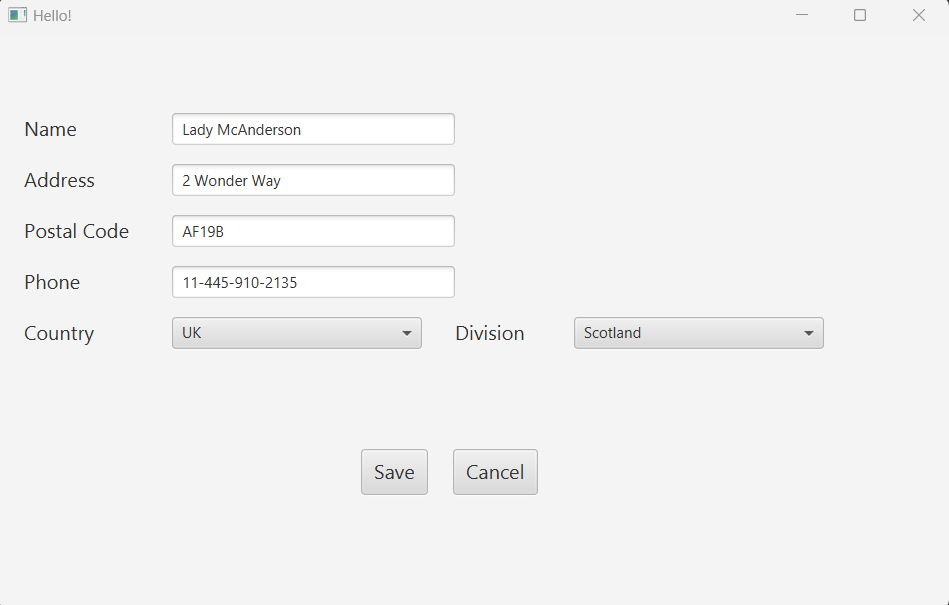 Hello!
Name Lady McAnderson
Address 2 Wonder Way
Postal Code AF19B
Phone 11-445-910-2135
Country UK Division Scotland
Save Cancel